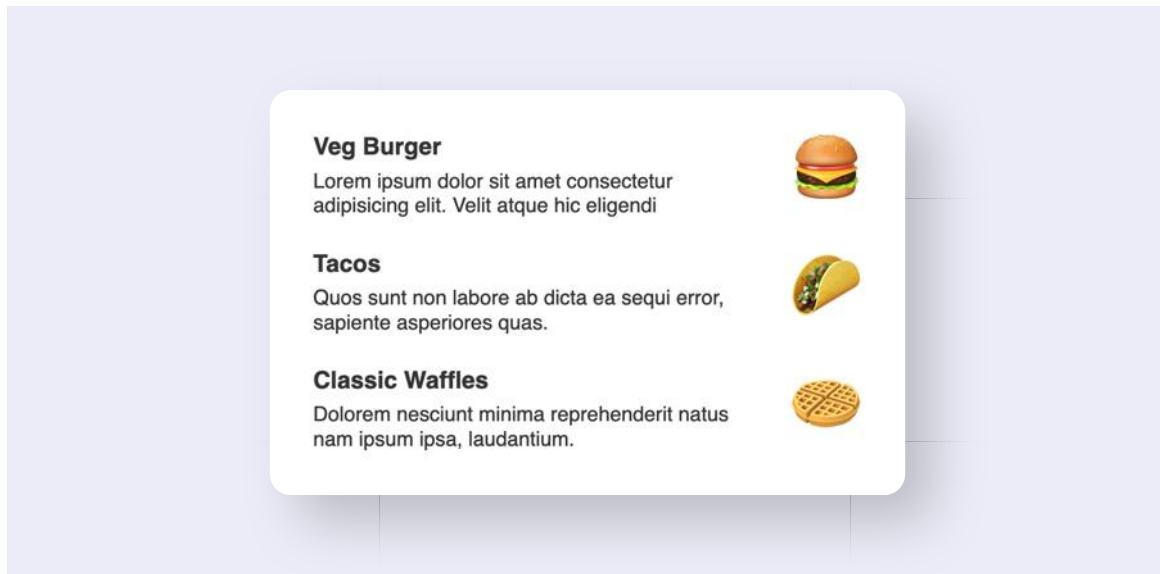 Veg Burger
Lorem ipsum dolor sit amet consectetur
adipisicing elit. Velit atque hic eligendi
Tacos
Quos sunt non labore ab dicta ea sequi error,
sapiente asperiores quas.
Classic Waffles
Dolorem nesciunt minima reprehenderit natus
nam ipsum ipsa, laudantium.